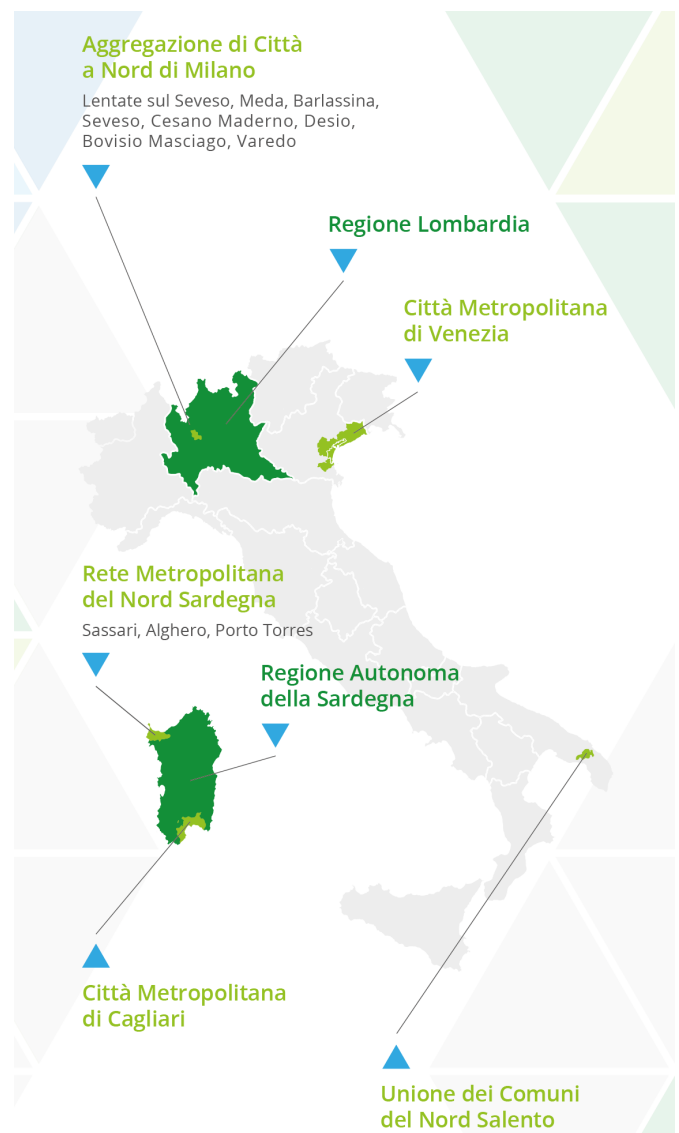 Aggregazione di Città
a Nord di Milano
Lentate sul Seveso, Meda, Barlassina,
Seveso, Cesano Maderno, Desio,
Bovisio Masciago, Varedo
Regione Lombardia
Città Metropolitana
di Venezia
Rete Metropolitana
del Nord Sardegna
Sassari, Alghero, Porto Torres
Regione Autonoma
della Sardegna
Città Metropolitana
di Cagliari
Unione dei Comuni
del Nord Salento